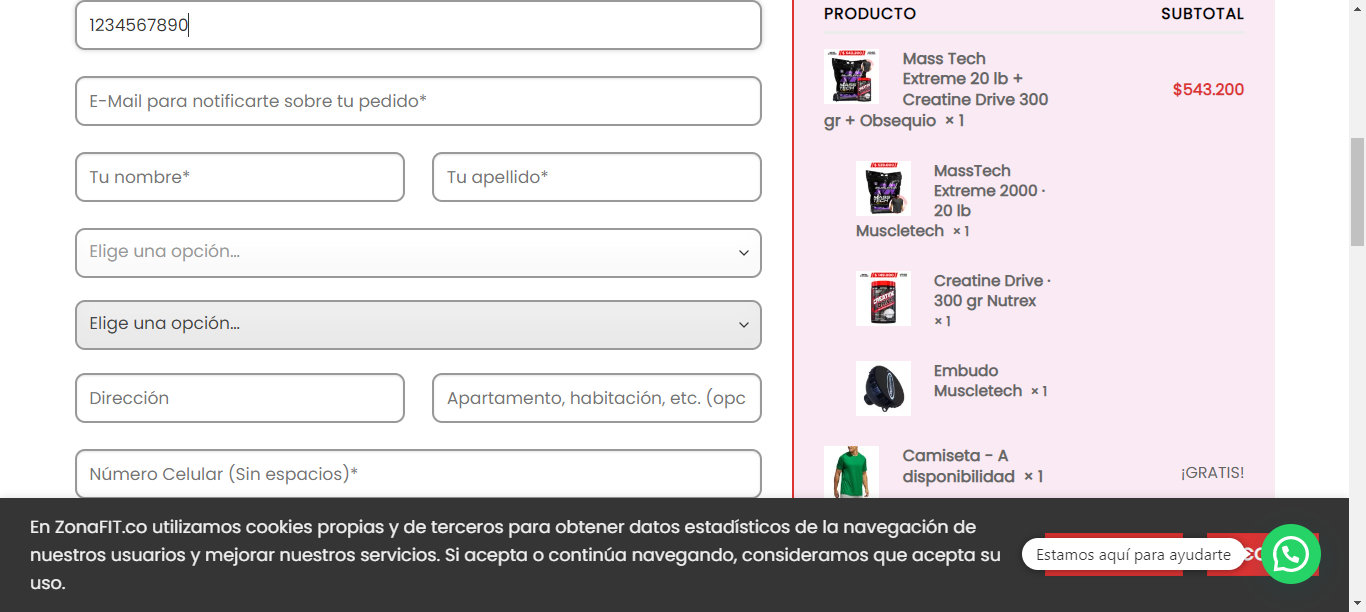 1234567890
E-Mail para notificarte sobre tu pedido*
Tu nombre*
Tu apellido*
Elige una opción...
Elige una opción...
Dirección
Apartamento, habitación, etc. (opc
Número Celular (Sin espacios)*
PRODUCTO
SUBTOTAL
Mass Tech
Extreme 20 lb +
Creatine Drive 300
gr + Obsequio × 1
$543.200
MassTech
Extreme 2000 ·
20 lb
Muscletech × 1
Creatine Drive ·
300 gr Nutrex
× 1
Embudo
Muscletech × 1
Camiseta - A
disponibilidad × 1
¡GRATIS!
En ZonaFIT.co utilizamos cookies propias y de terceros para obtener datos estadísticos de la navegación de
nuestros usuarios y mejorar nuestros servicios. Si acepta o continúa navegando, consideramos que acepta su
uso.
Estamos aquí para ayudarte